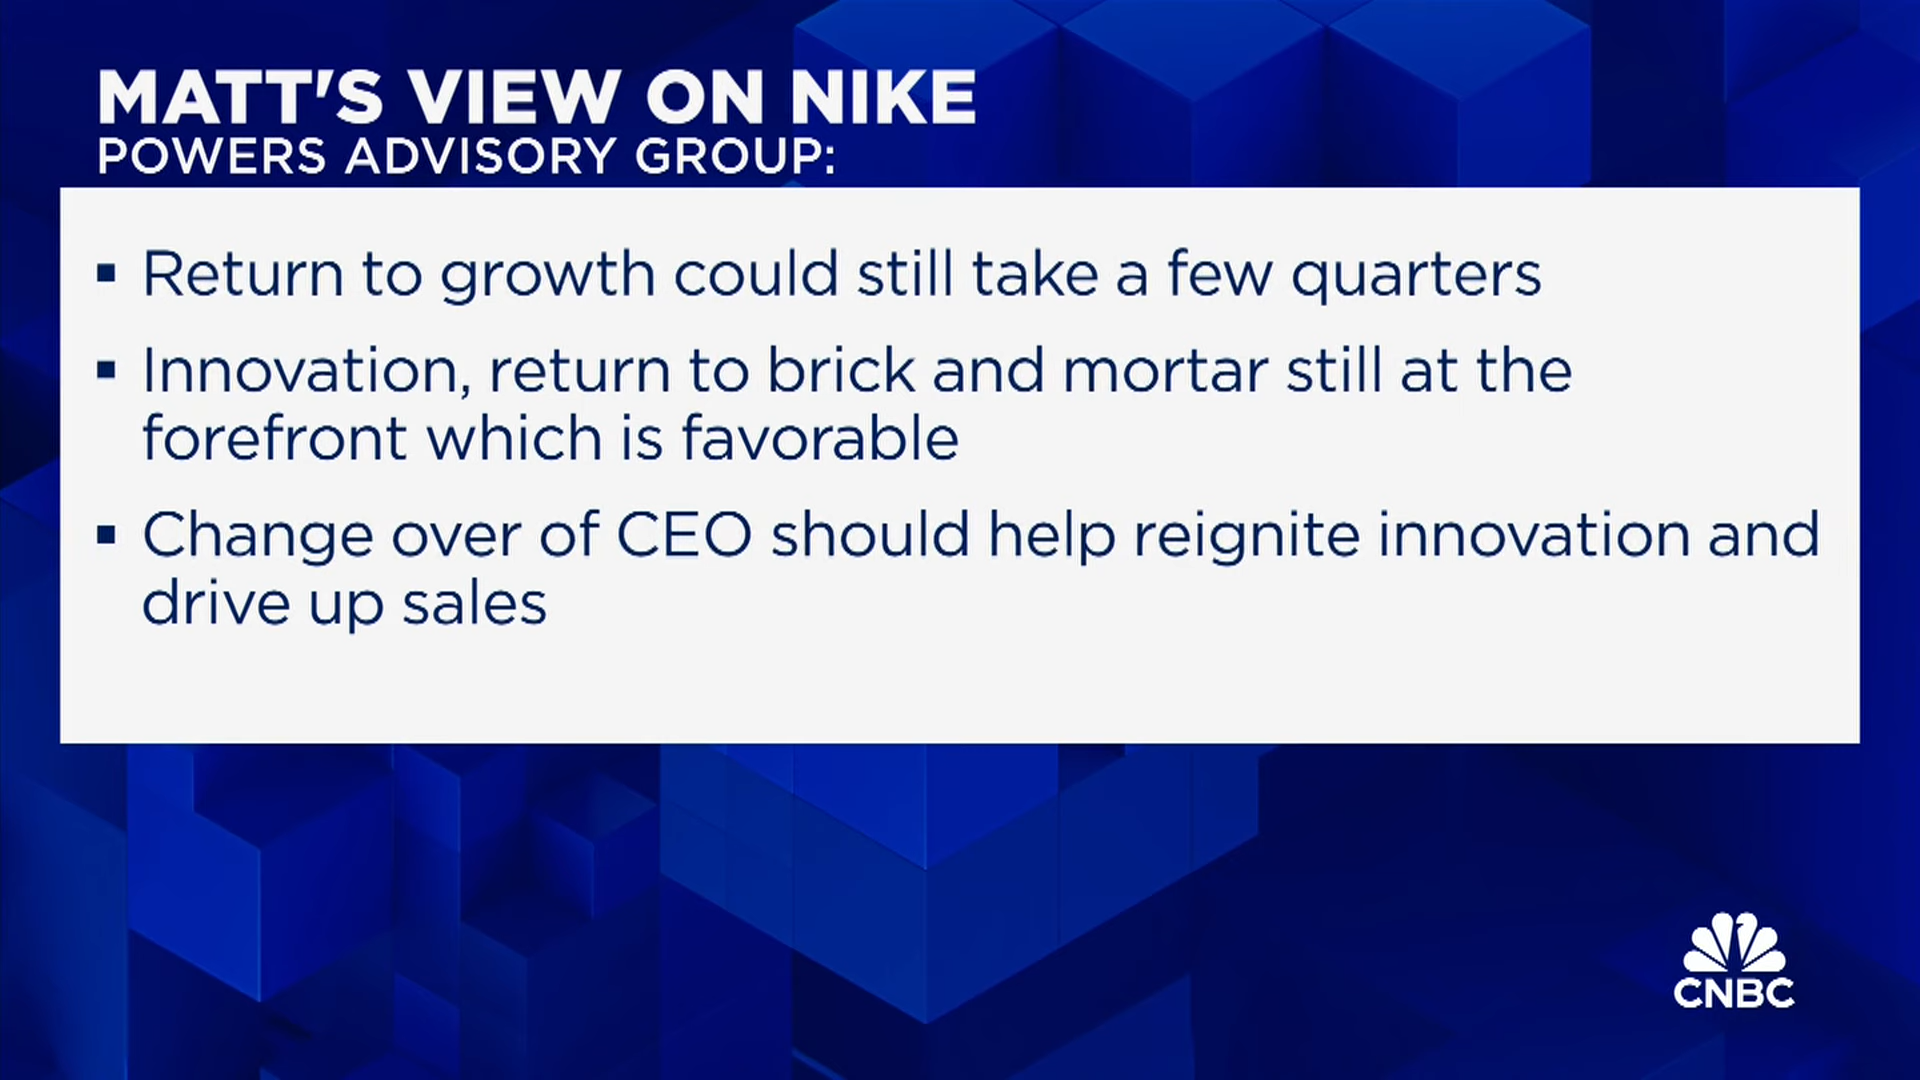 MATT'S VIEW ON NIKE
POWERS ADVISORY GROUP:
▪ Return to growth could still take a few quarters
▪ Innovation, return to brick and mortar still at the
forefront which is favorable
▪ Change over of CEO should help reignite innovation and
drive up sales
CNBC